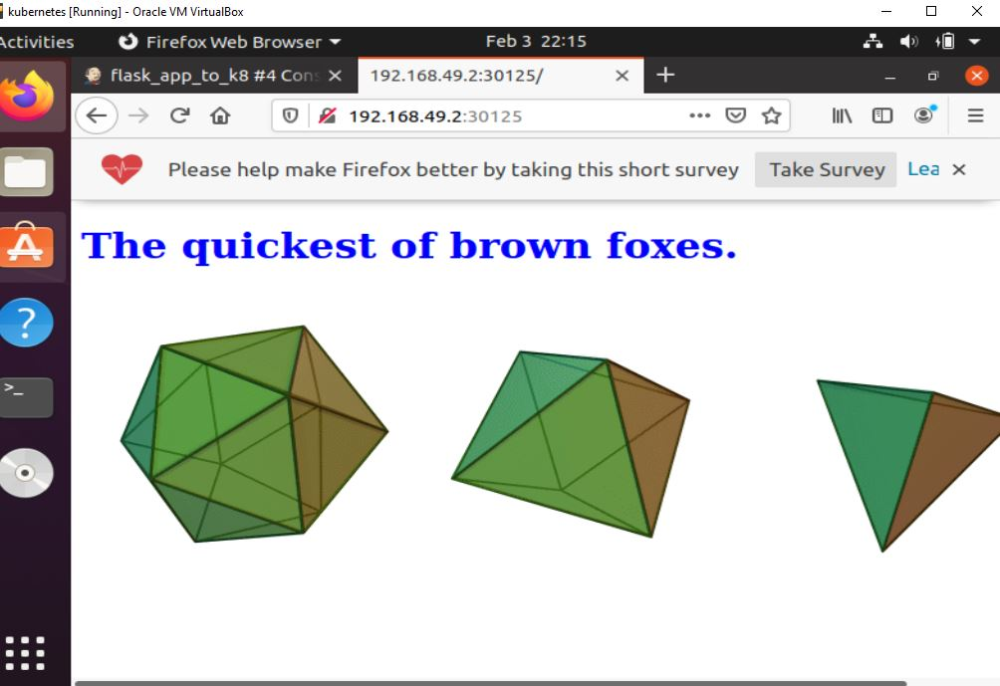 kubernetes [Running] - Oracle VM VirtualBox
Activities Firefox Web Browser Feb 3 22:15
flask_app_to_k8 #4 Cons 192.168.49.2:30125/
192.168.49.2:30125
Please help make Firefox better by taking this short survey Take Survey Lea
The quickest of brown foxes.